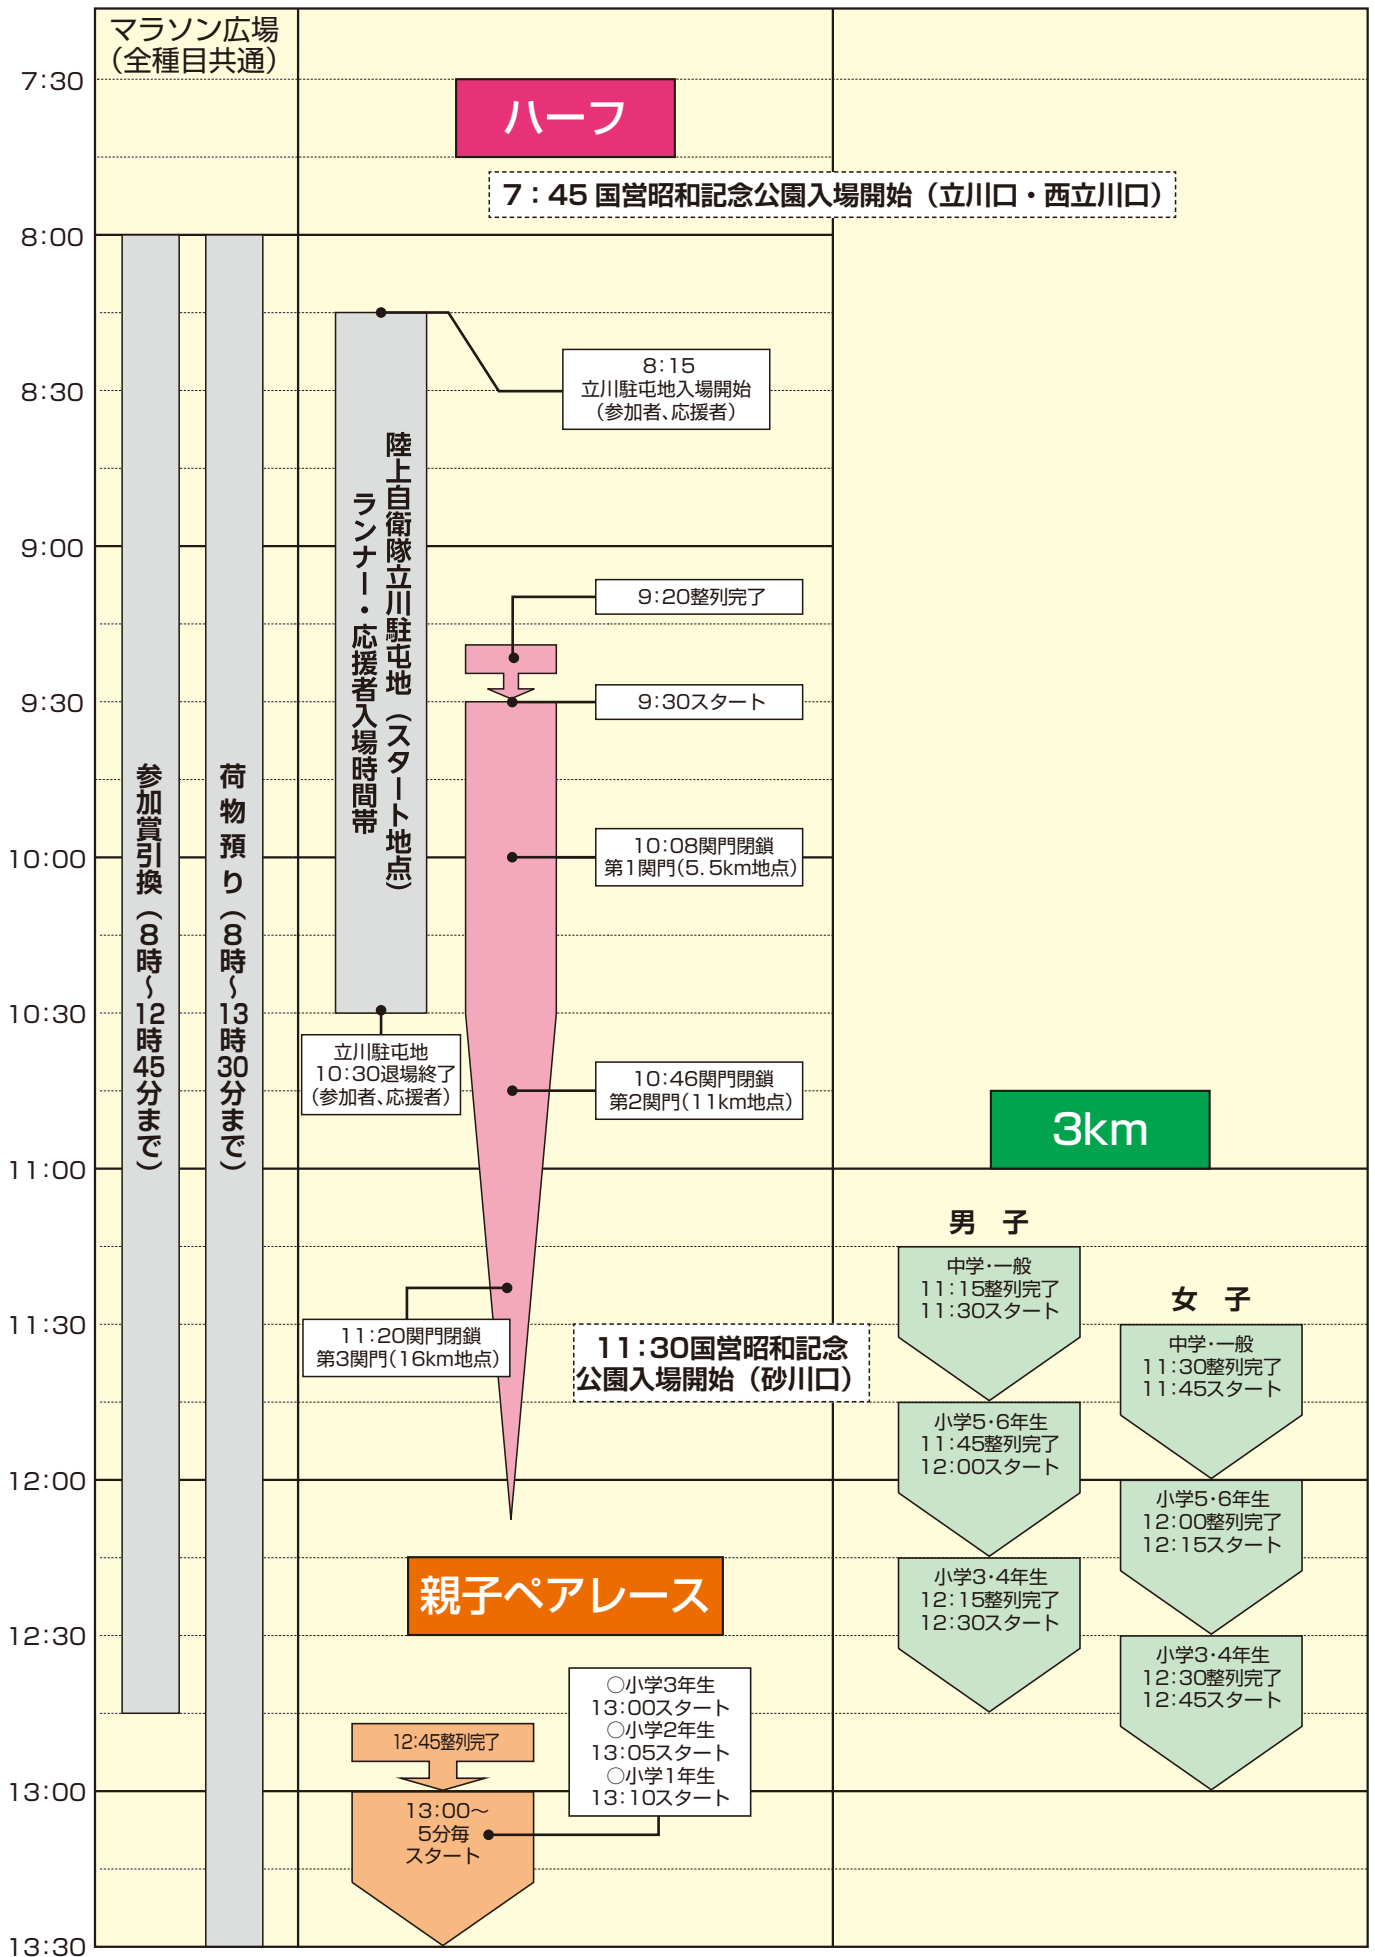 マラソン広場
（全種目共通）
7:30
8:00
8:30
9:00
9:30
10:00
10:30
11:00
11:30
12:00
12:30
13:00
13:30
参加賞引換（8時〜12時45分まで）
荷物預り（8時〜13時30分まで）
ハーフ
7：45 国営昭和記念公園入場開始（立川口・西立川口）
陸上自衛隊立川駐屯地（スタート地点）
ランナー・応援者入場時間帯
8:15
立川駐屯地入場開始
（参加者、応援者）
9:20整列完了
9:30スタート
10:08関門閉鎖
第1関門（5.5km地点）
立川駐屯地
10:30退場終了
（参加者、応援者）
10:46関門閉鎖
第2関門（11km地点）
11:20関門閉鎖
第3関門（16km地点）
11:30国営昭和記念
公園入場開始（砂川口）
親子ペアレース
12:45整列完了
13:00〜
5分毎
スタート
○小学3年生
13:00スタート
○小学2年生
13:05スタート
○小学1年生
13:10スタート
3km
男 子
中学・一般
11:15整列完了
11:30スタート
小学5・6年生
11:45整列完了
12:00スタート
小学3・4年生
12:15整列完了
12:30スタート
女 子
中学・一般
11:30整列完了
11:45スタート
小学5・6年生
12:00整列完了
12:15スタート
小学3・4年生
12:30整列完了
12:45スタート